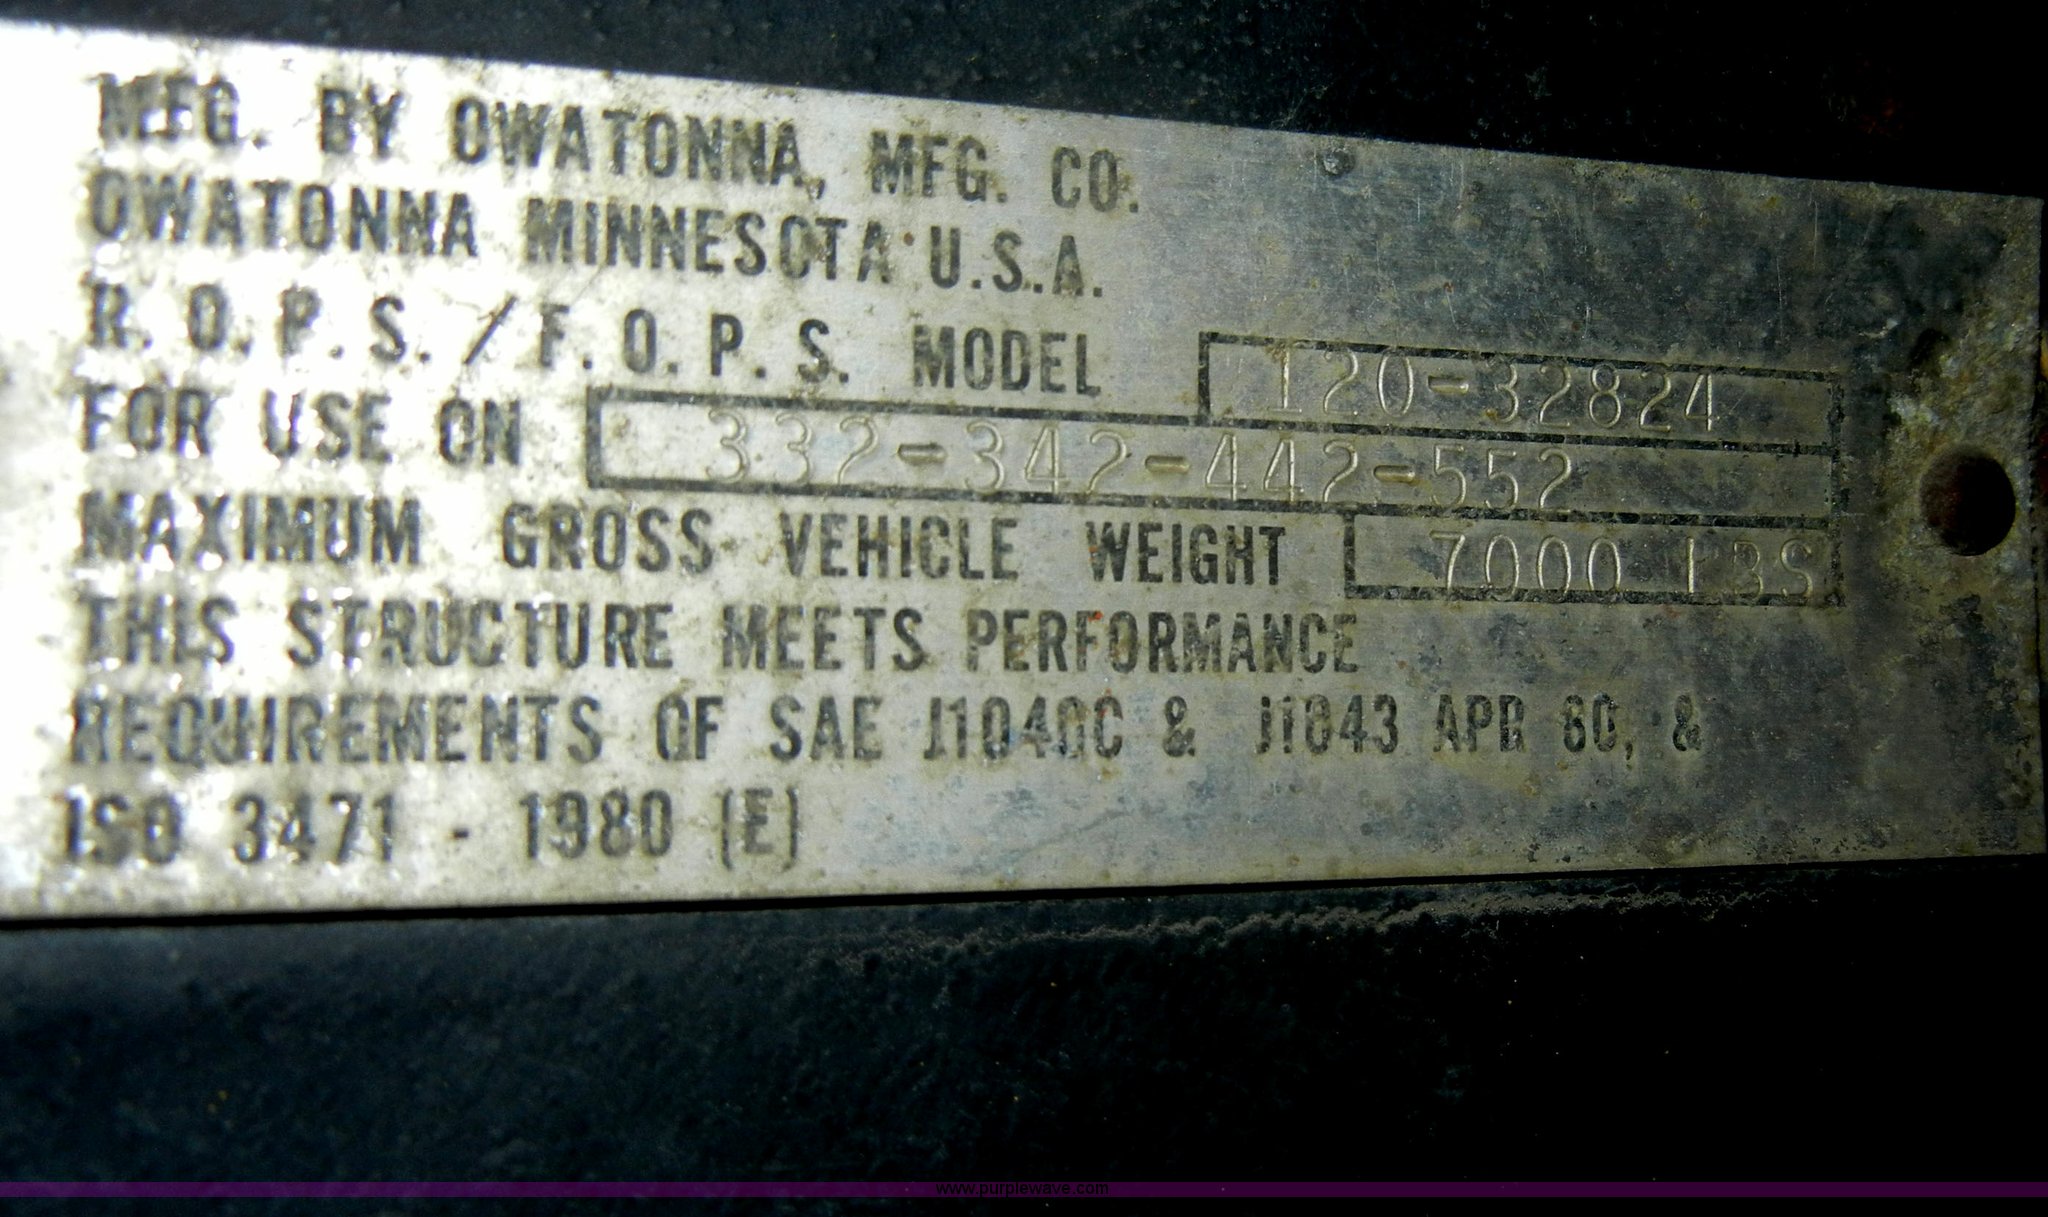 MFG. BY OWATONNA, MFG. CO.
OWATONNA MINNESOTA U.S.A.
R.O.P.S./F.O.P.S. MODEL 120-32824
FOR USE ON 332-342-442-552
MAXIMUM GROSS VEHICLE WEIGHT 7000 LBS
THIS STRUCTURE MEETS PERFORMANCE
REQUIREMENTS OF SAE J1040C & J1043 APR 80, &
ISO 3471 - 1980 (E)
www.purplewave.com